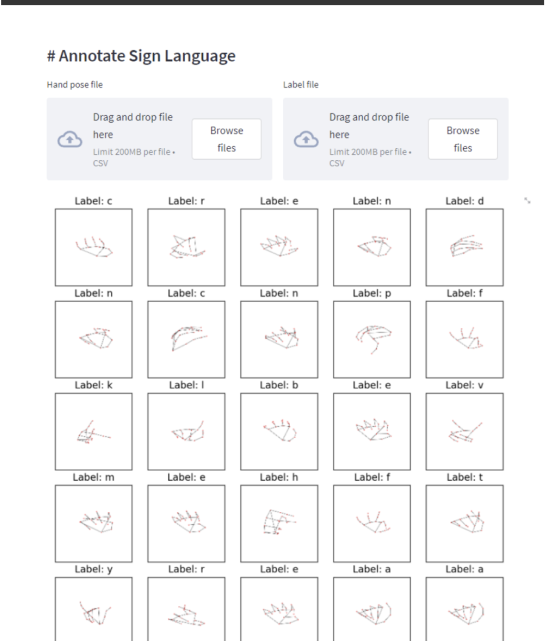 # Annotate Sign Language
Hand pose file
Label file
Drag and drop file
here
Limit 200MB per file •
CSV
Browse
files
Drag and drop file
here
Limit 200MB per file •
CSV
Browse
files
Label: c
Label: r
Label: e
Label: n
Label: d
Label: n
Label: c
Label: n
Label: p
Label: f
Label: k
Label: l
Label: b
Label: e
Label: v
Label: m
Label: e
Label: h
Label: f
Label: t
Label: y
Label: r
Label: e
Label: a
Label: a